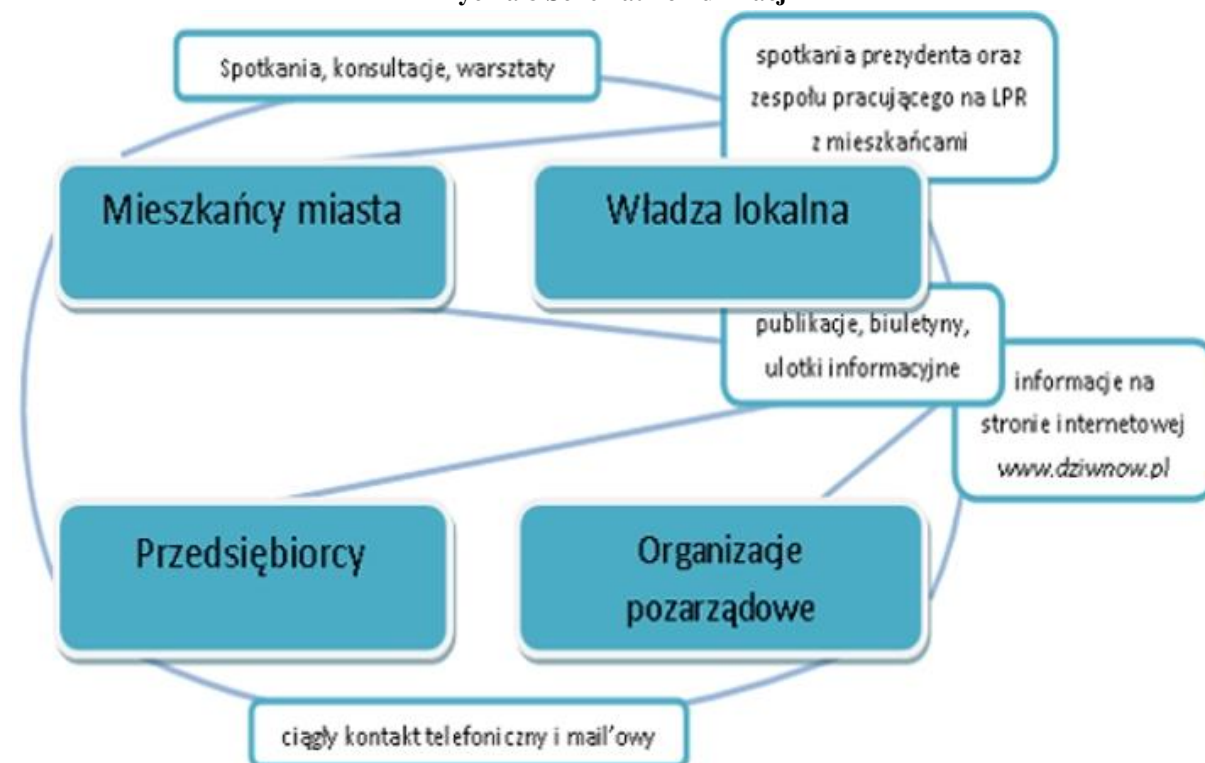 Spotkania, konsultacje, warsztaty
spotkania prezydenta oraz
zespołu pracującego na LPR
z mieszkańcami
Mieszkańcy miasta
Władza lokalna
publikacje, biuletyny,
ulotki informacyjne
informacje na
stronie internetowej
www.dziwnow.pl
Przedsiębiorcy
Organizacje
pozarządowe
ciągły kontakt telefoniczny i mail'owy